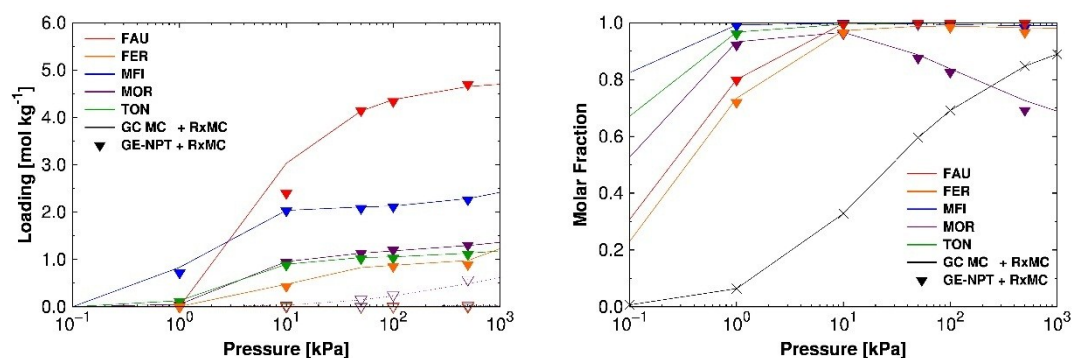 6.0
5.0
4.0
3.0
2.0
1.0
0.0
Loading [mol kg⁻¹]
FAU
FER
MFI
MOR
TON
GC MC + RxMC
GE-NPT + RxMC
10⁻¹ 10⁰ 10¹ 10² 10³
Pressure [kPa]
1.0
0.8
0.6
0.4
0.2
0.0
Molar Fraction
FAU
FER
MFI
MOR
TON
GC MC + RxMC
GE-NPT + RxMC
10⁻¹ 10⁰ 10¹ 10² 10³
Pressure [kPa]